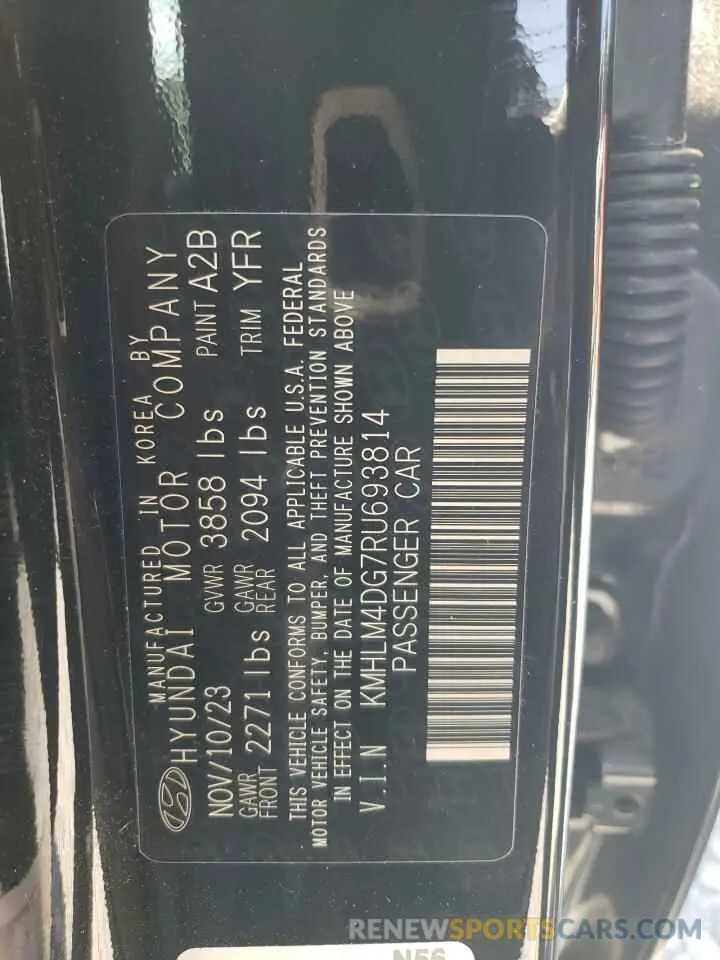 MANUFACTURED IN KOREA BY
HYUNDAI MOTOR COMPANY
NOV/10/23 GVWR 3858 lbs PAINT A2B
GAWR FRONT 2271 lbs GAWR REAR 2094 lbs TRIM YFR
THIS VEHICLE CONFORMS TO ALL APPLICABLE U.S.A. FEDERAL
MOTOR VEHICLE SAFETY, BUMPER, AND THEFT PREVENTION STANDARDS
IN EFFECT ON THE DATE OF MANUFACTURE SHOWN ABOVE
V.I.N KMHLM4DG7RU693814
PASSENGER CAR
N56
RENEWSPORTSCARS.COM